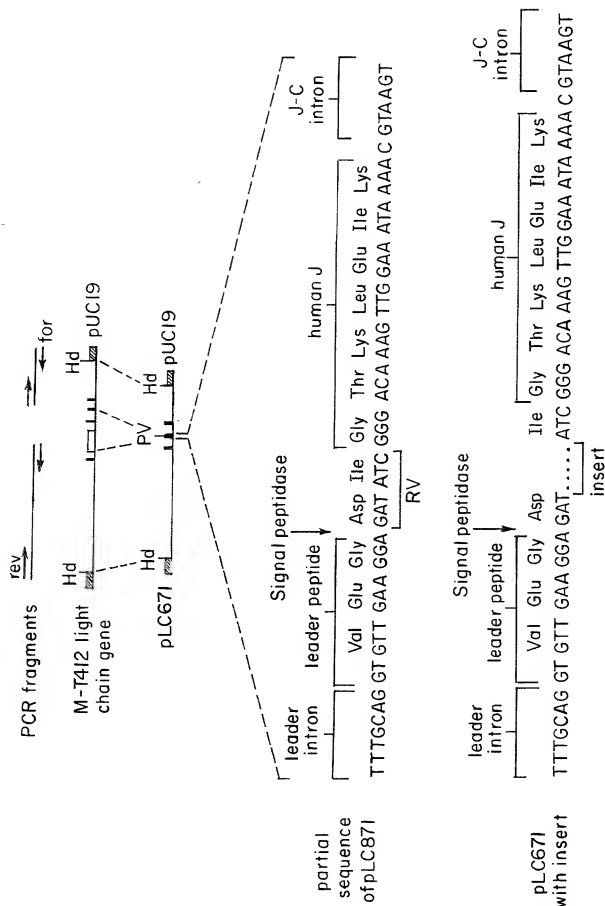 PCR fragments
rev
for
M-T412 light
chain gene
Hd
Hd
pUC19
PV
pLC671
Hd
Hd
pUC19
Signal peptidase
leader
intron
leader peptide
human J
J-C
intron
Val Glu Gly Asp Ile Gly Thr Lys Leu Glu Ile Lys
partial
sequence
of pLC871
TTTGCAG GT GTT GAA GGA GAT ATC GGG ACA AAG TTG GAA ATA AAA C GTAAGT
RV
Signal peptidase
leader
intron
leader peptide
human J
J-C
intron
Val Glu Gly Asp Ile Gly Thr Lys Leu Glu Ile Lys
pLC671
with insert
TTTGCAG GT GTT GAA GGA GAT...... ATC GGG ACA AAG TTG GAA ATA AAA C GTAAGT
insert